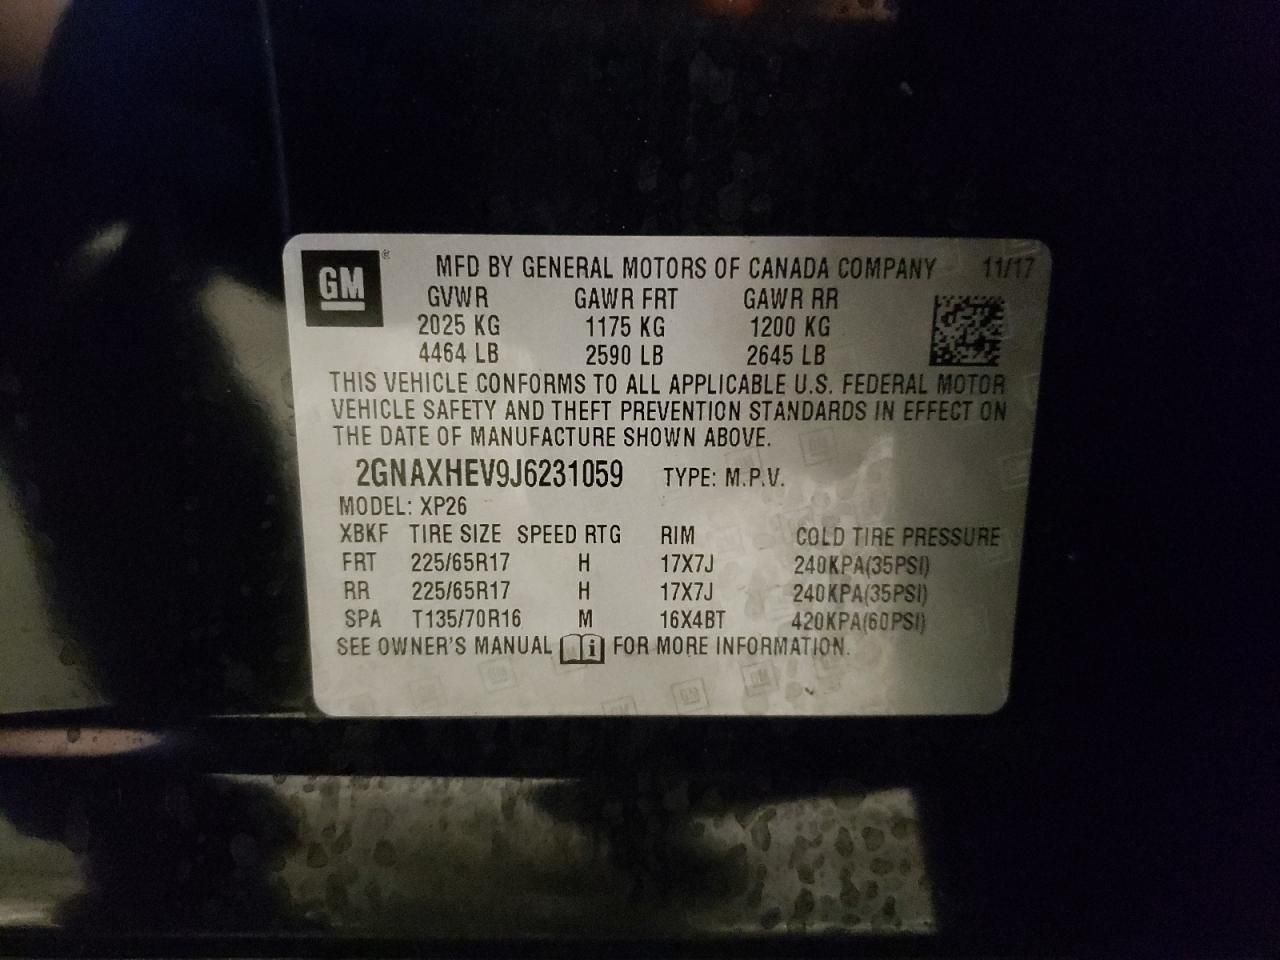 GM®
MFD BY GENERAL MOTORS OF CANADA COMPANY 11/17
GVWR GAWR FRT GAWR RR
2025 KG 1175 KG 1200 KG
4464 LB 2590 LB 2645 LB
THIS VEHICLE CONFORMS TO ALL APPLICABLE U.S. FEDERAL MOTOR
VEHICLE SAFETY AND THEFT PREVENTION STANDARDS IN EFFECT ON
THE DATE OF MANUFACTURE SHOWN ABOVE.
2GNAXHEV9J6231059 TYPE: M.P.V.
MODEL: XP26
XBKF TIRE SIZE SPEED RTG RIM COLD TIRE PRESSURE
FRT 225/65R17 H 17X7J 240KPA(35PSI)
RR 225/65R17 H 17X7J 240KPA(35PSI)
SPA T135/70R16 M 16X4BT 420KPA(60PSI)
SEE OWNER'S MANUAL i FOR MORE INFORMATION.